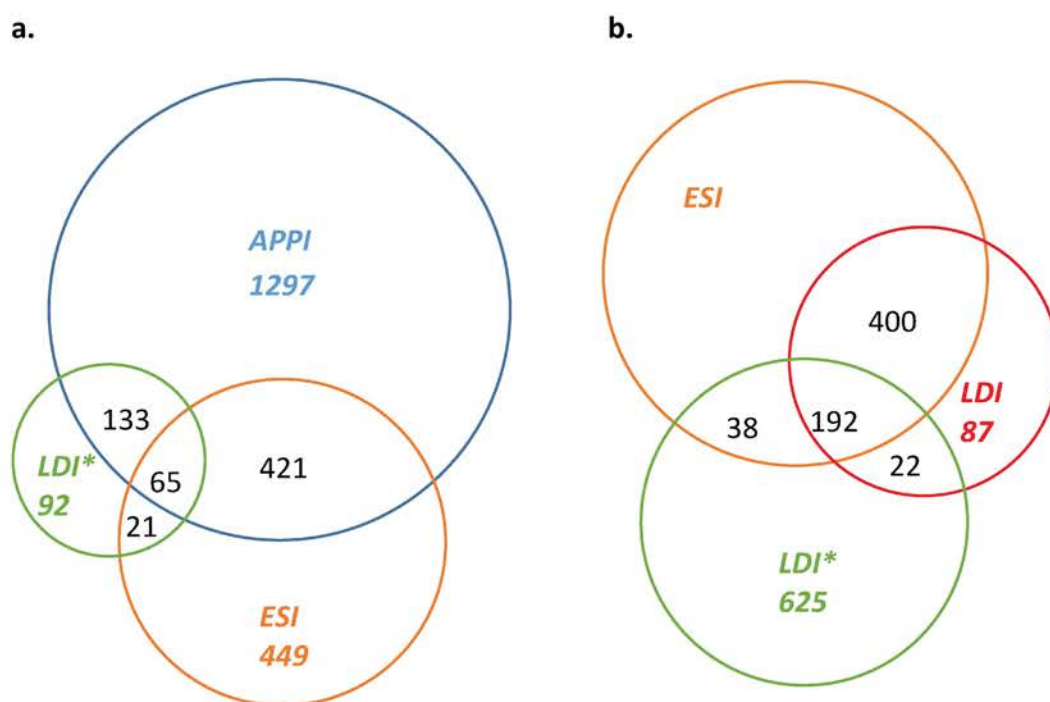 a.
APPI
1297
133
LDI*
92
65
421
21
ESI
449
b.
ESI
400
LDI
87
38
192
22
LDI*
625